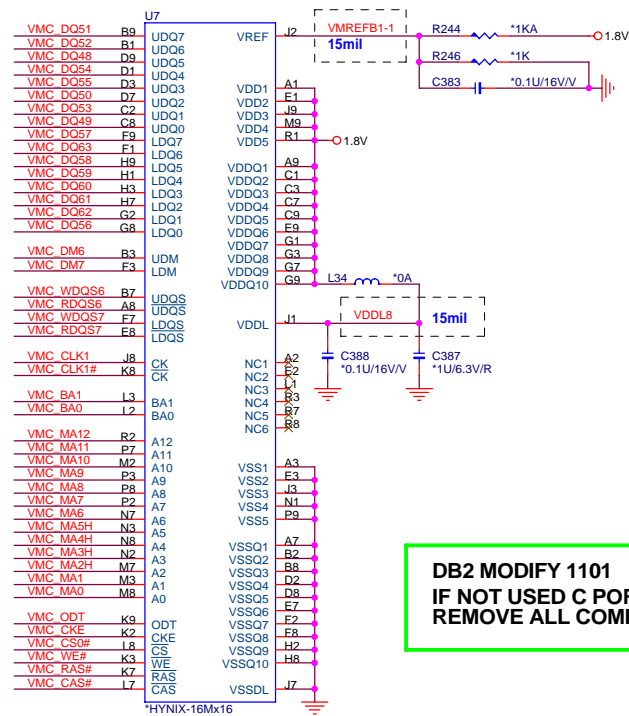 U7
VMC_DQ51 B9 UDQ7
VMC_DQ52 B1 UDQ6
VMC_DQ48 D9 UDQ5
VMC_DQ54 D1 UDQ4
VMC_DQ55 D3 UDQ3
VMC_DQ50 D7 UDQ2
VMC_DQ53 C2 UDQ1
VMC_DQ49 C8 UDQ0
VMC_DQ57 F9 LDQ7
VMC_DQ63 F1 LDQ6
VMC_DQ58 H9 LDQ5
VMC_DQ59 H1 LDQ4
VMC_DQ60 H3 LDQ3
VMC_DQ61 H7 LDQ2
VMC_DQ62 G2 LDQ1
VMC_DQ56 G8 LDQ0
VMC_DM6 B3 UDM
VMC_DM7 F3 LDM
VMC_WDQS6 B7 UDQS
VMC_RDQS6 A8 UDQS
VMC_WDQS7 F7 LDQS
VMC_RDQS7 E8 LDQS
VMC_CLK1 J8 CK
VMC_CLK1# K8 CK
VMC_BA1 L3 BA1
VMC_BA0 L2 BA0
VMC_MA12 R2 A12
VMC_MA11 P7 A11
VMC_MA10 M2 A10
VMC_MA9 P3 A9
VMC_MA8 P8 A8
VMC_MA7 P2 A7
VMC_MA6 N7 A6
VMC_MA5H N3 A5
VMC_MA4H N8 A4
VMC_MA3H N2 A3
VMC_MA2H M7 A2
VMC_MA1 M3 A1
VMC_MA0 M8 A0
VMC_ODT K9 ODT
VMC_CKE K2 CKE
VMC_CS0# L8 CS
VMC_WE# K3 WE
VMC_RAS# K7 RAS
VMC_CAS# L7 CAS
*HYNIX-16Mx16
VREF J2 VMREFB1-1
15mil
R244 *1KA 1.8V
R246 *1K
C383 *0.1U/16V/V
VDD1 A1
VDD2 E1
VDD3 J9
VDD4 M9
VDD5 R1 1.8V
VDDQ1 A9
VDDQ2 C1
VDDQ3 C3
VDDQ4 C7
VDDQ5 C9
VDDQ6 E9
VDDQ7 G1
VDDQ8 G3
VDDQ9 G7
VDDQ10 G9
L34 *0A
VDDL J1 VDDL8 15mil
C388
*0.1U/16V/V
C387
*1U/6.3V/R
NC1 A2
NC2 E2
NC3 L1
NC4 R3
NC5 R7
NC6 R8
VSS1 A3
VSS2 E3
VSS3 J3
VSS4 N1
VSS5 P9
VSSQ1 A7
VSSQ2 B2
VSSQ3 B8
VSSQ4 D2
VSSQ5 D8
VSSQ6 E7
VSSQ7 F2
VSSQ8 F8
VSSQ9 H2
VSSQ10 H8
VSSDL J7
DB2 MODIFY 1101
IF NOT USED C POR
REMOVE ALL COM